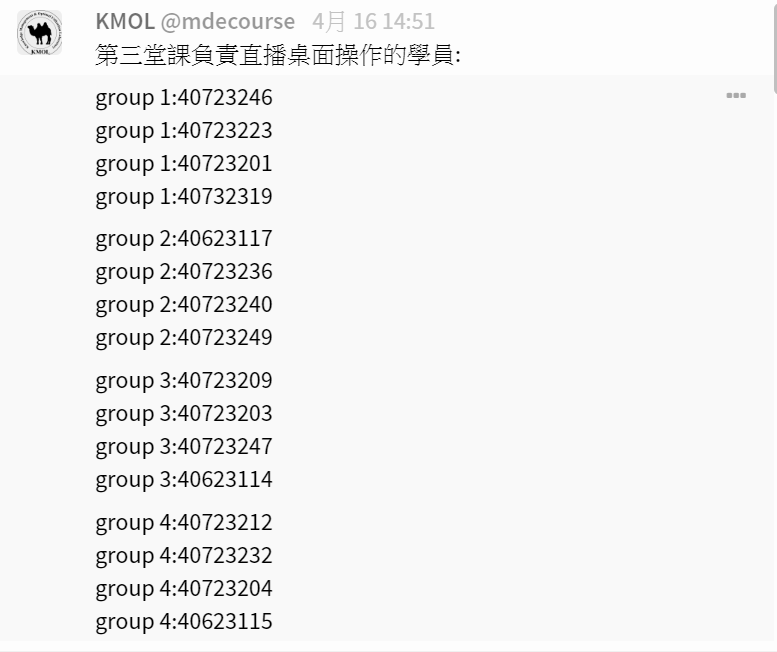 KMOL @mdecourse 4月 16 14:51
第三堂課負責直播桌面操作的學員:
group 1:40723246
group 1:40723223
group 1:40723201
group 1:40732319
group 2:40623117
group 2:40723236
group 2:40723240
group 2:40723249
group 3:40723209
group 3:40723203
group 3:40723247
group 3:40623114
group 4:40723212
group 4:40723232
group 4:40723204
group 4:40623115
KMOL